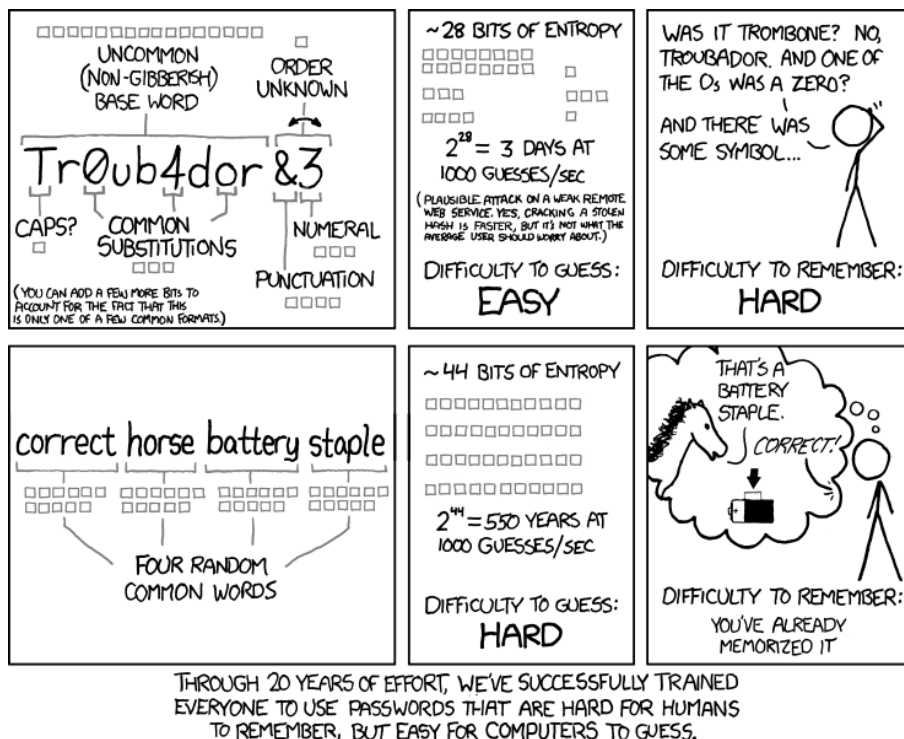 UNCOMMON
(NON-GIBBERISH)
BASE WORD
ORDER
UNKNOWN
Tr0ub4dor &3
CAPS?
COMMON
SUBSTITUTIONS
NUMERAL
PUNCTUATION
(YOU CAN ADD A FEW MORE BITS TO
ACCOUNT FOR THE FACT THAT THIS
IS ONLY ONE OF A FEW COMMON FORMATS.)
~28 BITS OF ENTROPY
2^28 = 3 DAYS AT
1000 GUESSES/SEC
(PLAUSIBLE ATTACK ON A WEAK REMOTE
WEB SERVICE. YES, CRACKING A STOLEN
HASH IS FASTER, BUT IT'S NOT WHAT THE
AVERAGE USER SHOULD WORRY ABOUT.)
DIFFICULTY TO GUESS:
EASY
WAS IT TROMBONE? NO,
TROUBADOR. AND ONE OF
THE Os WAS A ZERO?
AND THERE WAS
SOME SYMBOL...
DIFFICULTY TO REMEMBER:
HARD
correct horse battery staple
FOUR RANDOM
COMMON WORDS
~44 BITS OF ENTROPY
2^44 = 550 YEARS AT
1000 GUESSES/SEC
DIFFICULTY TO GUESS:
HARD
THAT'S A
BATTERY
STAPLE.
CORRECT!
DIFFICULTY TO REMEMBER:
YOU'VE ALREADY
MEMORIZED IT
THROUGH 20 YEARS OF EFFORT, WE'VE SUCCESSFULLY TRAINED
EVERYONE TO USE PASSWORDS THAT ARE HARD FOR HUMANS
TO REMEMBER, BUT EASY FOR COMPUTERS TO GUESS.